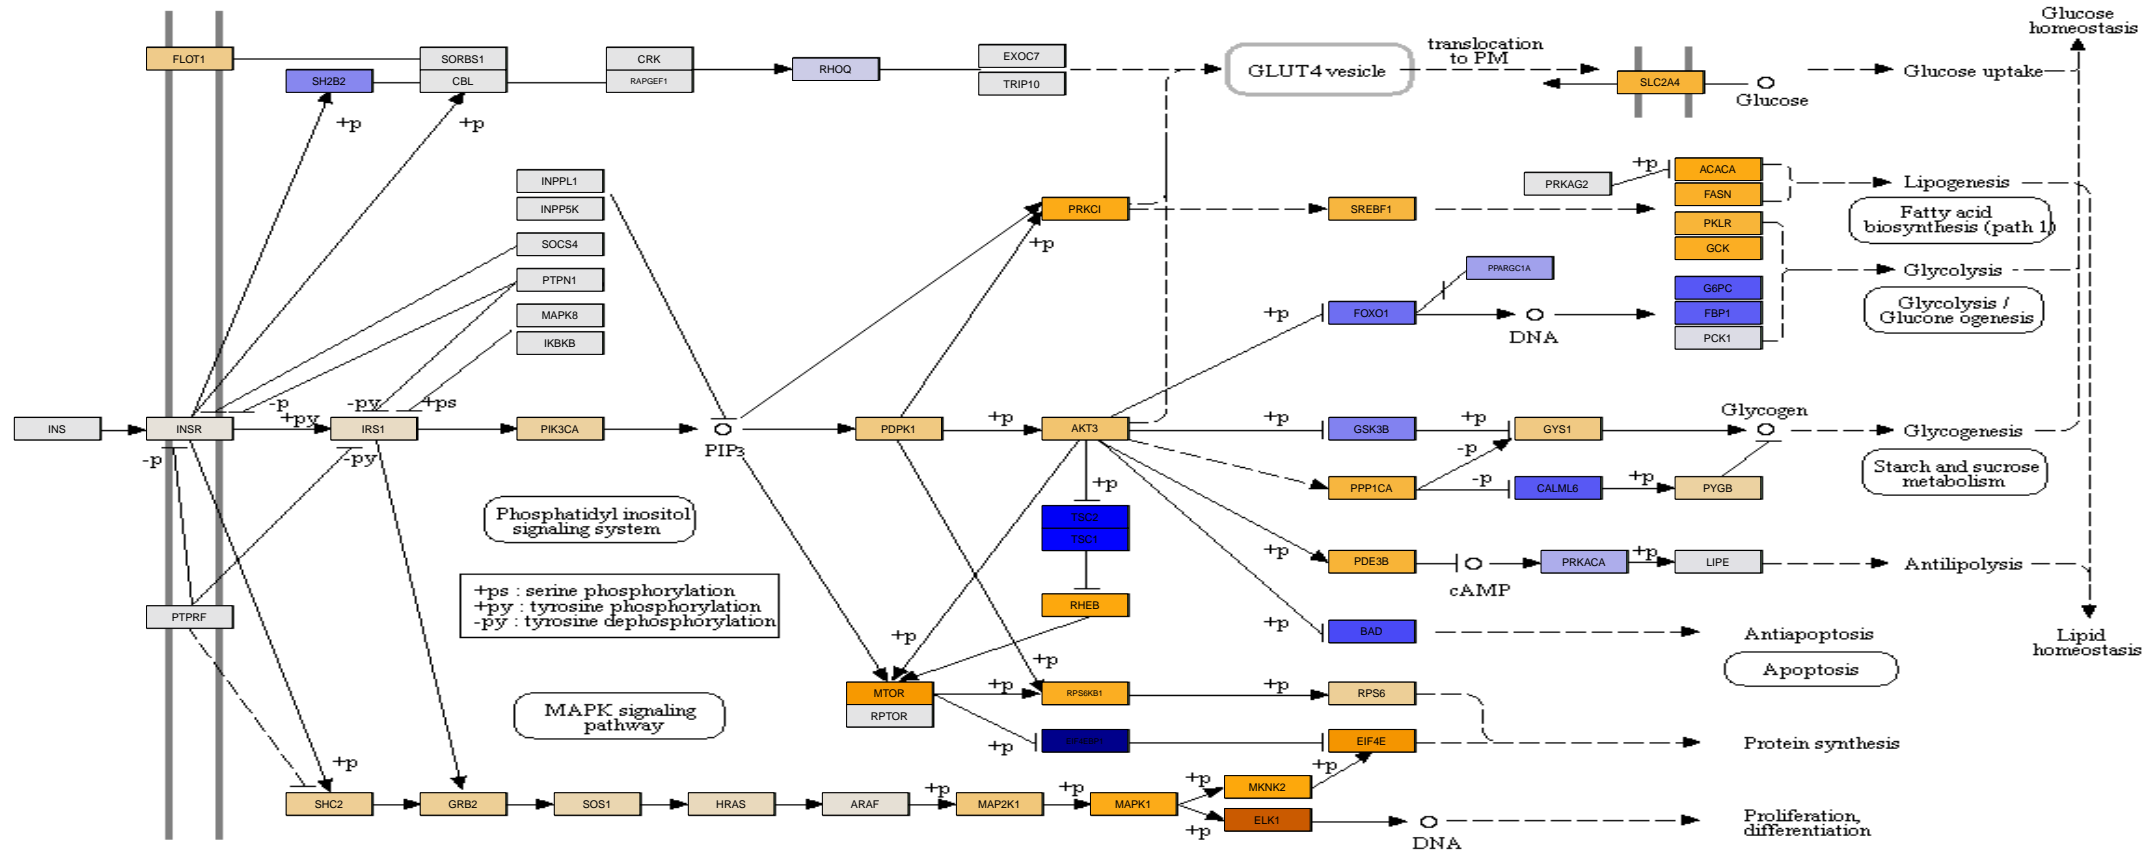 Glucose
homeostasis
FLOT1
SORBS1
CRK
EXOC7
translocation
to PM
SH2B2
CBL
RAPGEF1
RHOQ
TRIP10
GLUT4 vesicle
SLC2A4
Glucose
Glucose uptake
+p
+p
INPPL1
INPP5K
SOCS4
PTPN1
MAPK8
IKBKB
PRKCI
+p
SREBF1
PRKAG2
+p
ACACA
FASN
PKLR
GCK
Lipogenesis
Fatty acid
biosynthesis (path 1)
PPARGC1A
FOXO1
+p
DNA
G6PC
FBP1
PCK1
Glycolysis
Glycolysis /
Glucone ogenesis
-p
+py
-py
+ps
INS
INSR
IRS1
PIK3CA
PIP3
PDPK1
+p
AKT3
+p
GSK3B
+p
GYS1
Glycogen
Glycogenesis
-p
-py
-p
PPP1CA
-p
CALML6
+p
PYGB
Starch and sucrose
metabolism
Phosphatidyl inositol
signaling system
+p
TSC2
TSC1
+p
PDE3B
cAMP
PRKACA
+p
LIPE
Antilipolysis
+ps : serine phosphorylation
+py : tyrosine phosphorylation
-py : tyrosine dephosphorylation
PTPRF
RHEB
+p
+p
BAD
Antiapoptosis
Apoptosis
Lipid
homeostasis
+p
MTOR
RPTOR
+p
RPS6KB1
+p
RPS6
MAPK signaling
pathway
+p
EIF4E
Protein synthesis
+p
SHC2
GRB2
SOS1
HRAS
ARAF
+p
MAP2K1
+p
MAPK1
+p
MKNK2
+p
+p
ELK1
DNA
Proliferation,
differentiation